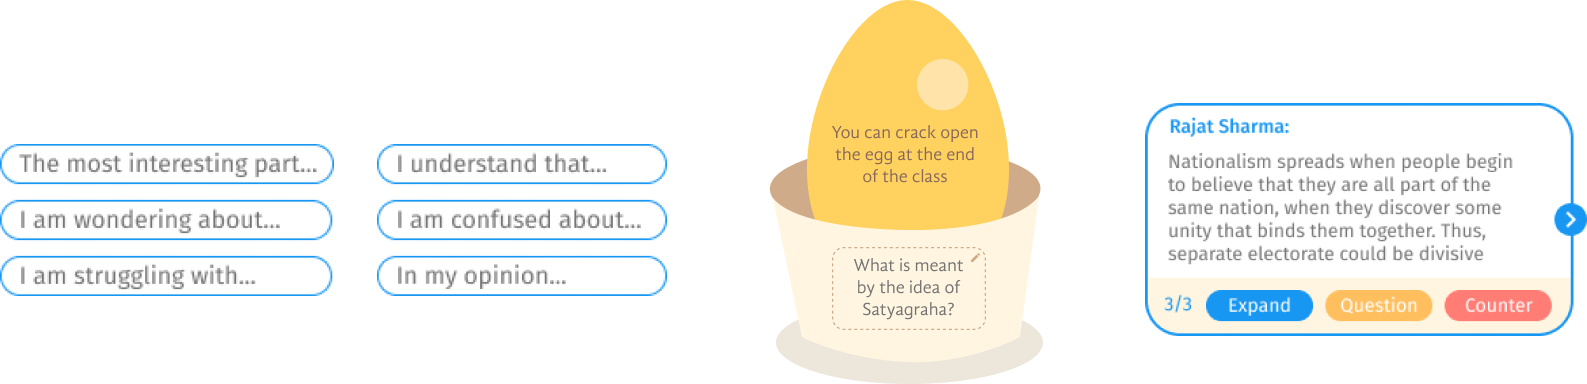 The most interesting part...
I understand that...
I am wondering about...
I am confused about...
I am struggling with...
In my opinion...
You can crack open
the egg at the end
of the class
What is meant
by the idea of
Satyagraha?
Rajat Sharma:
Nationalism spreads when people begin
to believe that they are all part of the
same nation, when they discover some
unity that binds them together. Thus,
separate electorate could be divisive
3/3 Expand Question Counter